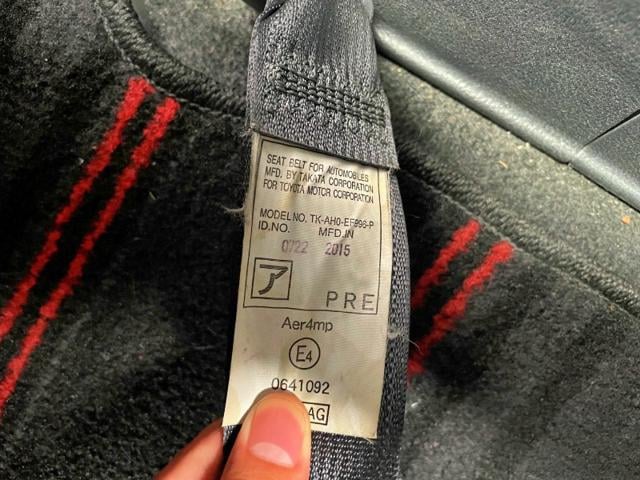 SEAT BELT FOR AUTOMOBILES
MFD. BY TAKATA CORPORATION
FOR TOYOTA MOTOR CORPORATION
MODEL NO. TK-AH0-EF996-P
ID.NO. MFD.IN
0722 2015
ア PRE
Aer4mp
E4
0641092
AG